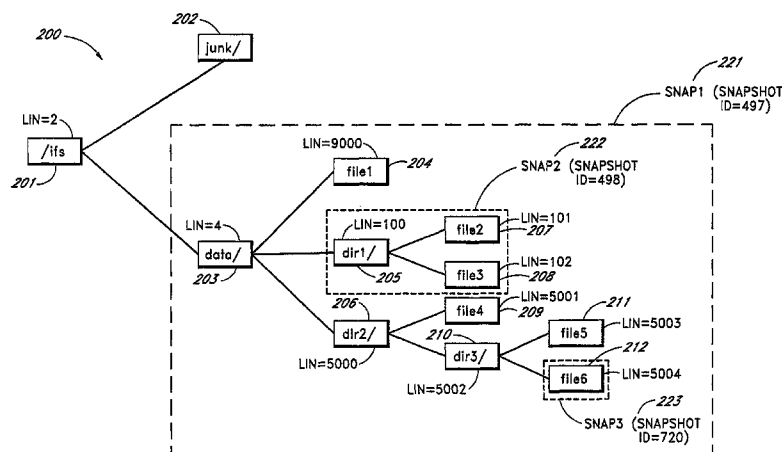 200
202
junk/
221
SNAP1 (SNAPSHOT
ID=497)
LIN=2
/ifs
201
LIN=9000
204
file1
222
SNAP2 (SNAPSHOT
ID=498)
LIN=4
data/
203
LIN=100
dir1/
205
file2
LIN=101
207
file3
LIN=102
208
206
dir2/
LIN=5000
file4
LIN=5001
209
210
dir3/
LIN=5002
211
file5
LIN=5003
212
file6
LIN=5004
223
SNAP3 (SNAPSHOT
ID=720)